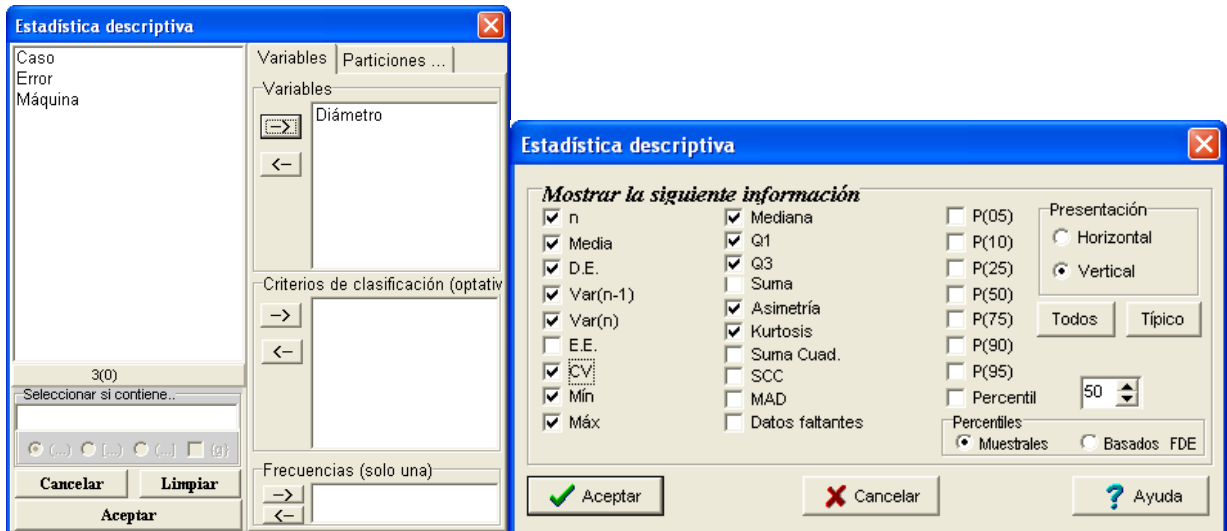 Estadística descriptiva
Caso
Error
Máquina
3(0)
Seleccionar si contiene..
(...) [...) (...] {g}
Cancelar Limpiar
Aceptar
Variables Particiones ...
Variables
-->
<--
Diámetro
Criterios de clasificación (optativ
-->
<--
Frecuencias (solo una)
-->
<--
Estadística descriptiva
Mostrar la siguiente información
n
Media
D.E.
Var(n-1)
Var(n)
E.E.
CV
Mín
Máx
Mediana
Q1
Q3
Suma
Asimetría
Kurtosis
Suma Cuad.
SCC
MAD
Datos faltantes
P(05)
P(10)
P(25)
P(50)
P(75)
P(90)
P(95)
Percentil
50
Presentación
Horizontal
Vertical
Todos Típico
Percentiles
Muestrales Basados FDE
Aceptar Cancelar Ayuda